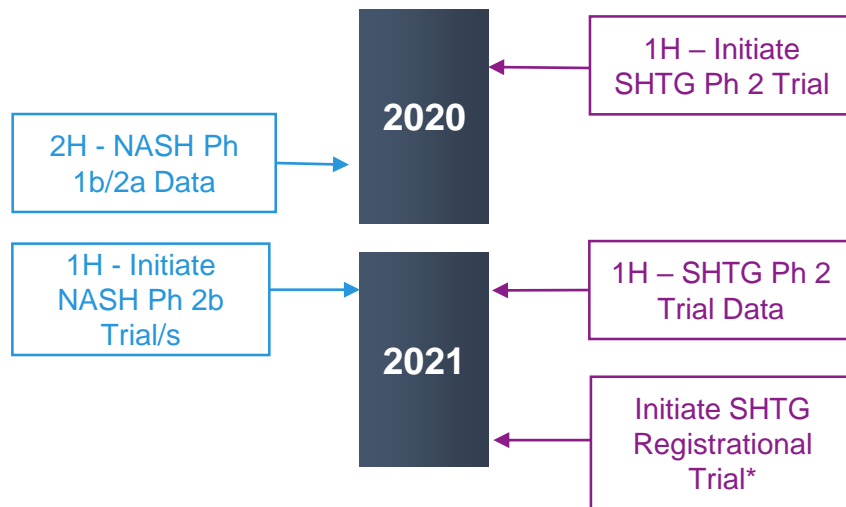 1H – Initiate
SHTG Ph 2 Trial
2020
2H - NASH Ph
1b/2a Data
1H - Initiate
NASH Ph 2b
Trial/s
1H – SHTG Ph 2
Trial Data
2021
Initiate SHTG
Registrational
Trial*